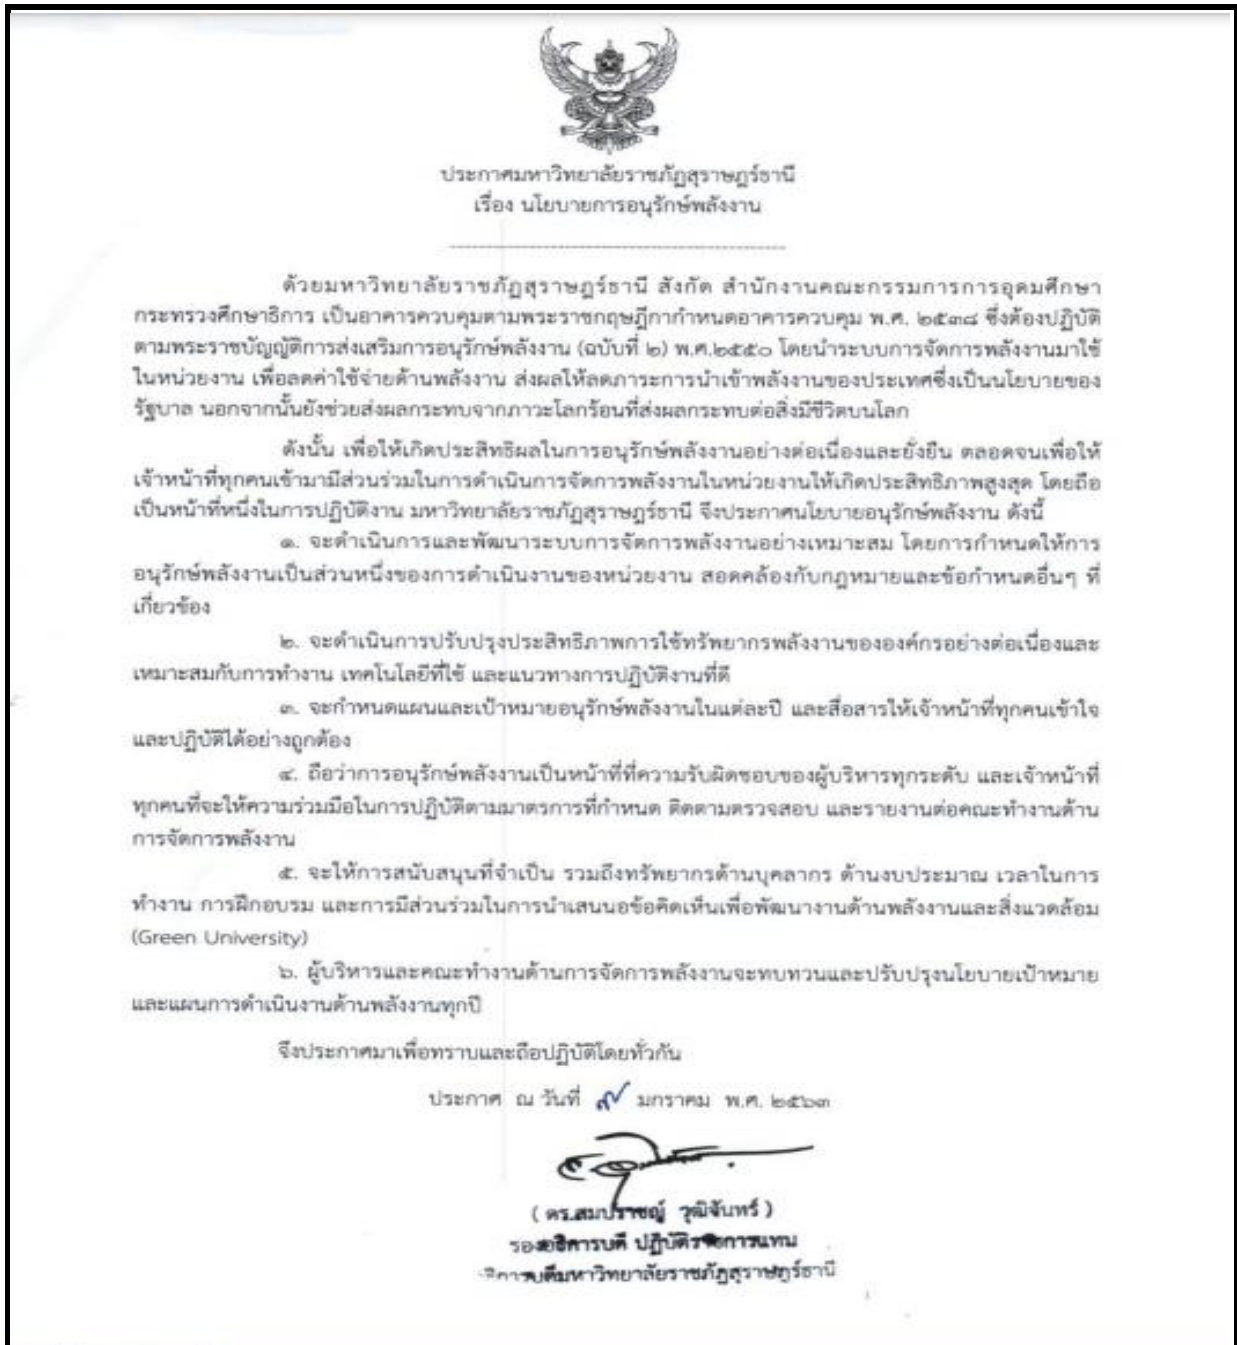 ประกาศมหาวิทยาลัยราชภัฏสุราษฎร์ธานี
เรื่อง นโยบายการอนุรักษ์พลังงาน
ด้วยมหาวิทยาลัยราชภัฏสุราษฎร์ธานี สังกัด สำนักงานคณะกรรมการการอุดมศึกษา
กระทรวงศึกษาธิการ เป็นอาคารควบคุมตามพระราชกฤษฎีกากำหนดอาคารควบคุม พ.ศ. ๒๕๓๘ ซึ่งต้องปฏิบัติ
ตามพระราชบัญญัติการส่งเสริมการอนุรักษ์พลังงาน (ฉบับที่ ๒) พ.ศ.๒๕๕๐ โดยนำระบบการจัดการพลังงานมาใช้
ในหน่วยงาน เพื่อลดค่าใช้จ่ายด้านพลังงาน ส่งผลให้ลดภาระการนำเข้าพลังงานของประเทศซึ่งเป็นนโยบายของ
รัฐบาล นอกจากนั้นยังช่วยส่งผลกระทบจากภาวะโลกร้อนที่ส่งผลกระทบต่อสิ่งมีชีวิตบนโลก
ดังนั้น เพื่อให้เกิดประสิทธิผลในการอนุรักษ์พลังงานอย่างต่อเนื่องและยั่งยืน ตลอดจนเพื่อให้
เจ้าหน้าที่ทุกคนเข้ามามีส่วนร่วมในการดำเนินการจัดการพลังงานในหน่วยงานให้เกิดประสิทธิภาพสูงสุด โดยถือ
เป็นหน้าที่หนึ่งในการปฏิบัติงาน มหาวิทยาลัยราชภัฏสุราษฎร์ธานี จึงประกาศนโยบายอนุรักษ์พลังงาน ดังนี้
๑. จะดำเนินการและพัฒนาระบบการจัดการพลังงานอย่างเหมาะสม โดยการกำหนดให้การ
อนุรักษ์พลังงานเป็นส่วนหนึ่งของการดำเนินงานของหน่วยงาน สอดคล้องกับกฎหมายและข้อกำหนดอื่นๆ ที่
เกี่ยวข้อง
๒. จะดำเนินการปรับปรุงประสิทธิภาพการใช้ทรัพยากรพลังงานขององค์กรอย่างต่อเนื่องและ
เหมาะสมกับการทำงาน เทคโนโลยีที่ใช้ และแนวทางการปฏิบัติงานที่ดี
๓. จะกำหนดแผนและเป้าหมายอนุรักษ์พลังงานในแต่ละปี และสื่อสารให้เจ้าหน้าที่ทุกคนเข้าใจ
และปฏิบัติได้อย่างถูกต้อง
๔. ถือว่าการอนุรักษ์พลังงานเป็นหน้าที่ที่ความรับผิดชอบของผู้บริหารทุกระดับ และเจ้าหน้าที่
ทุกคนที่จะให้ความร่วมมือในการปฏิบัติตามมาตรการที่กำหนด ติดตามตรวจสอบ และรายงานต่อคณะทำงานด้าน
การจัดการพลังงาน
๕. จะให้การสนับสนุนที่จำเป็น รวมถึงทรัพยากรด้านบุคลากร ด้านงบประมาณ เวลาในการ
ทำงาน การฝึกอบรม และการมีส่วนร่วมในการนำเสนนอข้อคิดเห็นเพื่อพัฒนางานด้านพลังงานและสิ่งแวดล้อม
(Green University)
๖. ผู้บริหารและคณะทำงานด้านการจัดการพลังงานจะทบทวนและปรับปรุงนโยบายเป้าหมาย
และแผนการดำเนินงานด้านพลังงานทุกปี
จึงประกาศมาเพื่อทราบและถือปฏิบัติโดยทั่วกัน
ประกาศ ณ วันที่ ๙ มกราคม พ.ศ. ๒๕๖๓
( ดร.สมปราชญ์ วุฒิจันทร์ )
รองอธิการบดี ปฏิบัติราชการแทน
อธิการบดีมหาวิทยาลัยราชภัฏสุราษฎร์ธานี